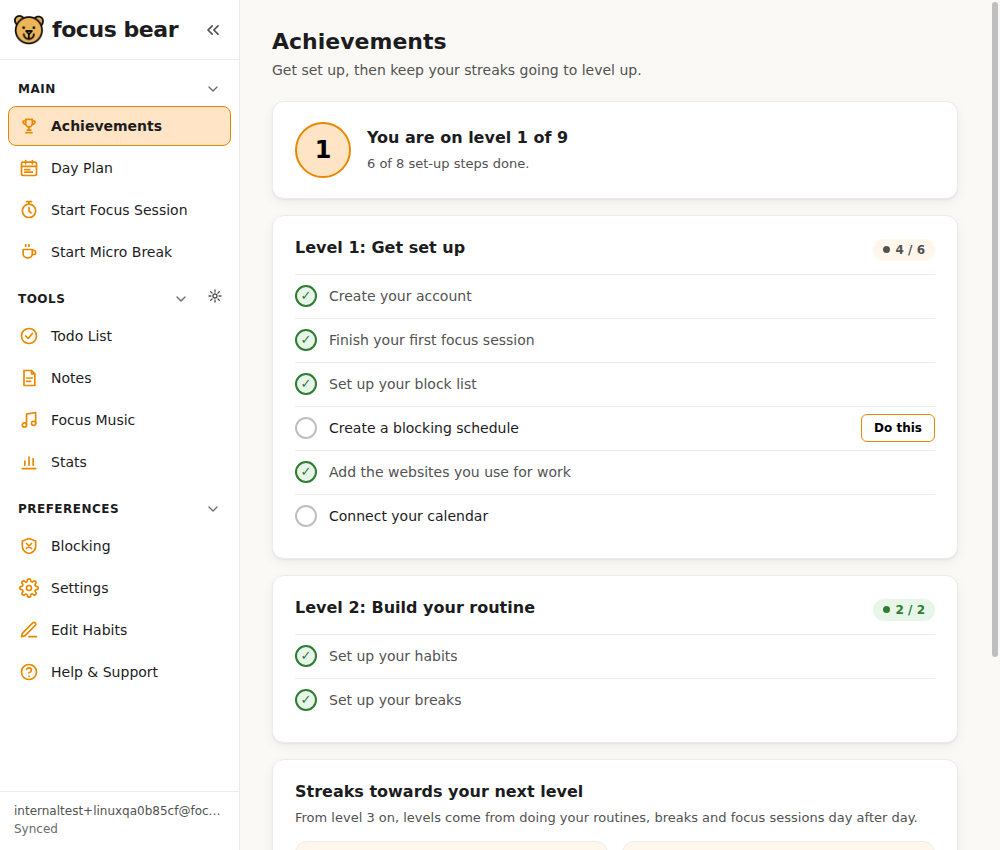 focus bear
MAIN
Achievements
Day Plan
Start Focus Session
Start Micro Break
TOOLS
Todo List
Notes
Focus Music
Stats
PREFERENCES
Blocking
Settings
Edit Habits
Help & Support
internaltest+linuxqa0b85cf@foc...
Synced
Achievements
Get set up, then keep your streaks going to level up.
1
You are on level 1 of 9
6 of 8 set-up steps done.
Level 1: Get set up
4 / 6
Create your account
Finish your first focus session
Set up your block list
Create a blocking schedule
Do this
Add the websites you use for work
Connect your calendar
Level 2: Build your routine
2 / 2
Set up your habits
Set up your breaks
Streaks towards your next level
From level 3 on, levels come from doing your routines, breaks and focus sessions day after day.